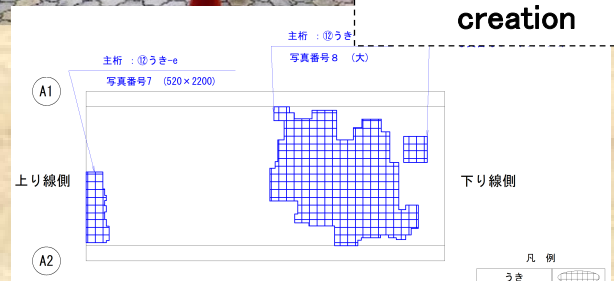 creation
主桁 ：⑫うき
主桁 ：⑫うき-e
写真番号8 (大)
写真番号7 (520×2200)
A1
上り線側
下り線側
A2
凡 例
うき